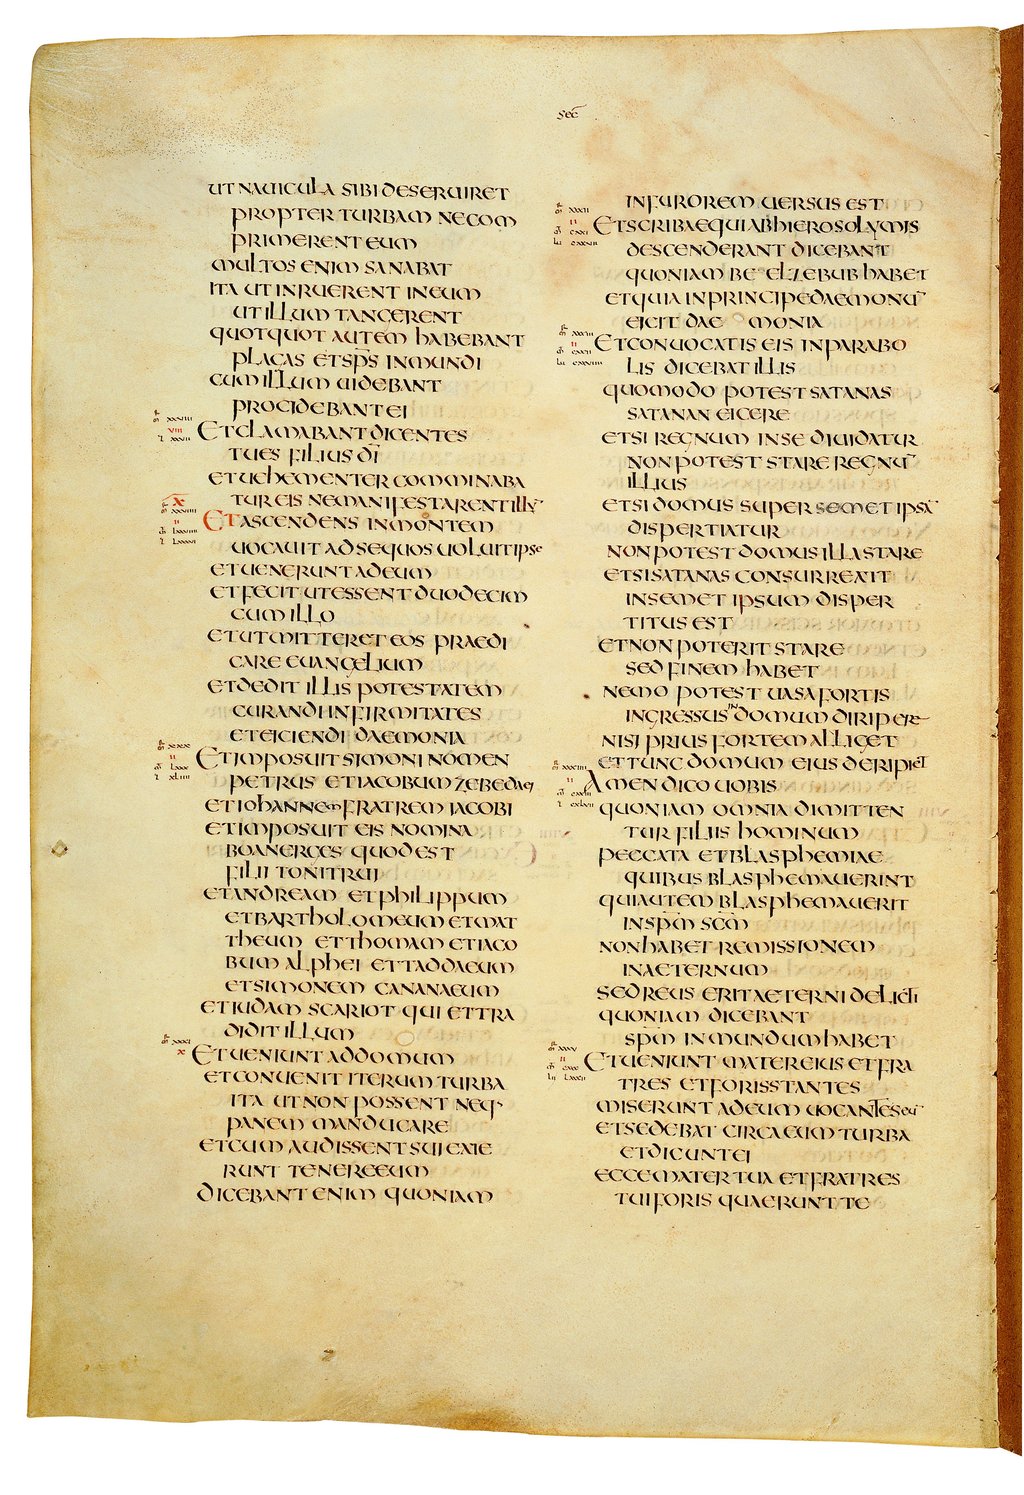 sec̄
UT NAUICULA SIBI DESERUIRET
PROPTER TURBAM NE COM
PRIMERENT EUM
MULTOS ENIM SANABAT
ITA UT INRUERENT IN EUM
UT ILLUM TANGERENT
QUOTQUOT AUTEM HABEBANT
PLAGAS ET SP̄S INMUNDI
CUM ILLUM UIDEBANT
PROCIDEBANT EI
ET CLAMABANT DICENTES
TU ES FILIUS DĪ
ET UEHEMENTER COMMINABA
TUR EIS NE MANIFESTARENT ILLŪ
ET ASCENDENS IN MONTEM
UOCAUIT AD SE QUOS UOLUIT IPSE
ET UENERUNT AD EUM
ET FECIT UT ESSENT DUODECIM
CUM ILLO
ET UT MITTERET EOS PRAEDI
CARE EUANGELIUM
ET DEDIT ILLIS POTESTATEM
CURANDI INFIRMITATES
ET EICIENDI DAEMONIA
ET IMPOSUIT SIMONI NOMEN
PETRUS ET IACOBUM ZEBEDAEI
ET IOHANNEM FRATREM IACOBI
ET IMPOSUIT EIS NOMINA
BOANERGES QUOD EST
FILII TONITRUI
ET ANDREAM ET PHILIPPUM
ET BARTHOLOMEUM ET MAT
THEUM ET THOMAM ET IACO
BUM ALPHEI ET TADDAEUM
ET SIMONEM CANANAEUM
ET IUDAM SCARIOT QUI ET TRA
DIDIT ILLUM
ET UENIUNT AD DOMUM
ET CONUENIT ITERUM TURBA
ITA UT NON POSSENT NEQ·
PANEM MANDUCARE
ET CUM AUDISSENT SUI EXIE
RUNT TENERE EUM
DICEBANT ENIM QUONIAM
IN FUROREM UERSUS EST
ET SCRIBAE QUI AB HIEROSOLYMIS
DESCENDERANT DICEBANT
QUONIAM BEELZEBUB HABET
ET QUIA IN PRINCIPE DAEMONIŪ
EICIT DAEMONIA
ET CONUOCATIS EIS IN PARABO
LIS DICEBAT ILLIS
QUOMODO POTEST SATANAS
SATANAN EICERE
ET SI REGNUM IN SE DIUIDATUR
NON POTEST STARE REGNŪ
ILLIUS
ET SI DOMUS SUPER SEMET IPSĀ
DISPERTIATUR
NON POTEST DOMUS ILLA STARE
ET SI SATANAS CONSURREXIT
IN SEMET IPSUM DISPER
TITUS EST
ET NON POTERIT STARE
SED FINEM HABET
NEMO POTEST UASA FORTIS
INGRESSUS IN DOMUM DIRIPERE
NISI PRIUS FORTEM ALLIGET
ET TUNC DOMUM EIUS DERIPIET
AMEN DICO UOBIS
QUONIAM OMNIA DIMITTEN
TUR FILIIS HOMINUM
PECCATA ET BLASPHEMIAE
QUIBUS BLASPHEMAUERINT
QUI AUTEM BLASPHEMAUERIT
IN SP̄M SC̄M
NON HABET REMISSIONEM
IN AETERNUM
SED REUS ERIT AETERNI DELICTI
QUONIAM DICEBANT
SP̄M INMUNDUM HABET
ET UENIUNT MATER EIUS ET FRA
TRES ET FORIS STANTES
MISERUNT AD EUM UOCANTES EŪ
ET SEDEBAT CIRCA EUM TURBA
ET DICUNT EI
ECCE MATER TUA ET FRATRES
TUI FORIS QUAERUNT TE